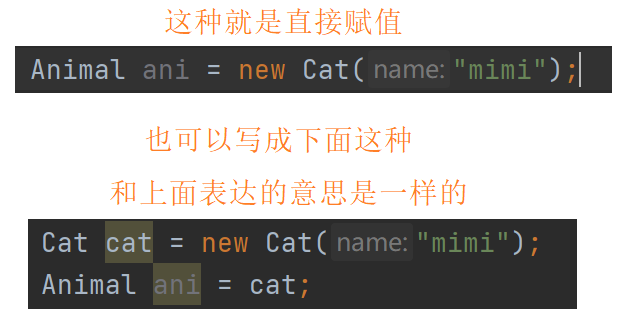 这种就是直接赋值
Animal ani = new Cat( name: "mimi");
也可以写成下面这种
和上面表达的意思是一样的
Cat cat = new Cat( name: "mimi");
Animal ani = cat;